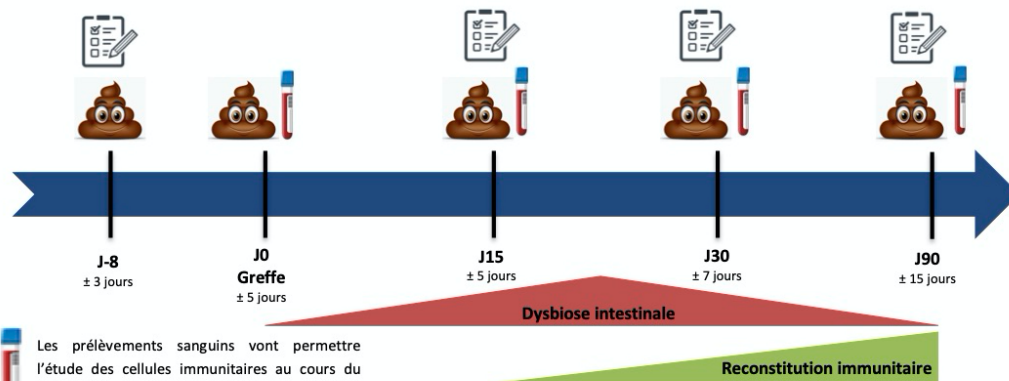 J-8
± 3 jours
J0
Greffe
± 5 jours
J15
± 5 jours
J30
± 7 jours
J90
± 15 jours
Dysbiose intestinale
Reconstitution immunitaire
Les prélèvements sanguins vont permettre
l'étude des cellules immunitaires au cours du